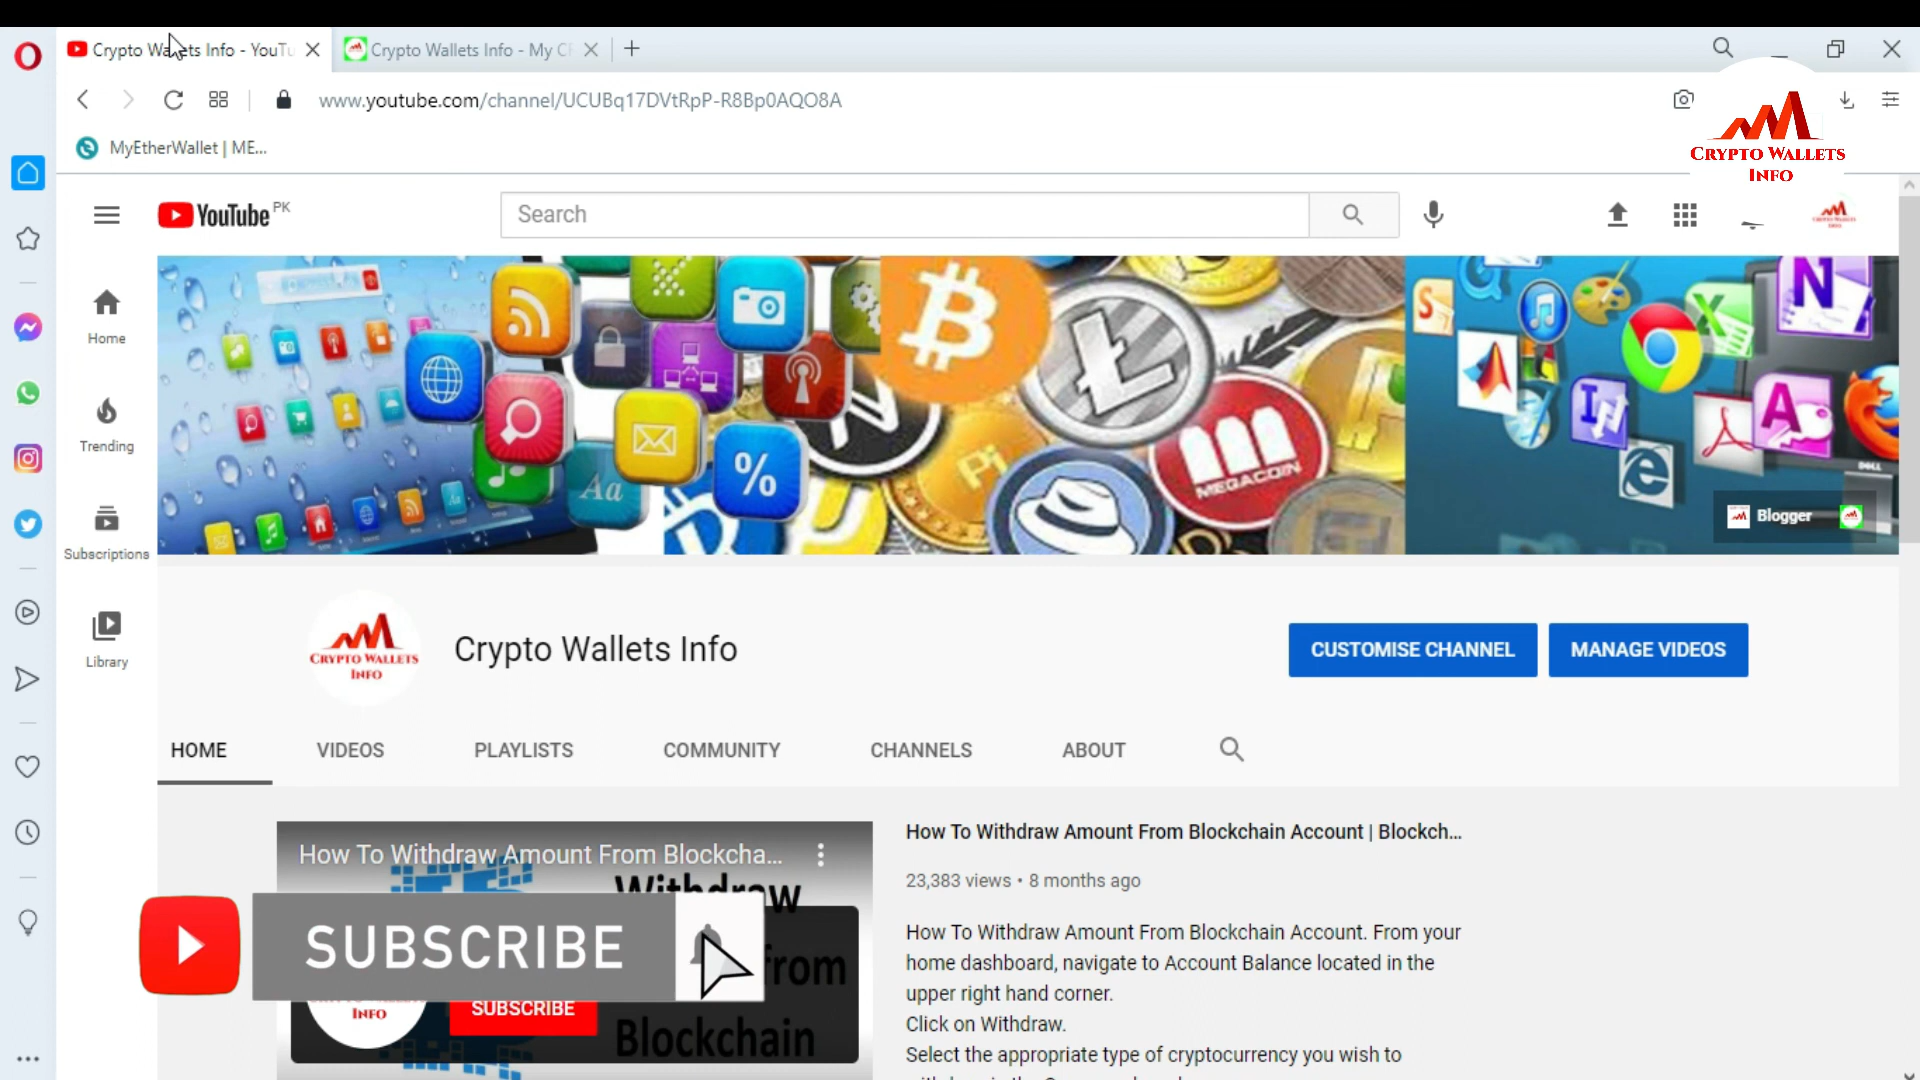 Crypto Wallets Info - YouTu
Crypto Wallets Info - My C
www.youtube.com/channel/UCUBq17DVtRpP-R8Bp0AQO8A
MyEtherWallet | ME...
CRYPTO WALLETS
INFO
YouTube PK
Search
Home
Trending
Subscriptions
Library
Aa
%
Pi
MEGACOIN
N
S
X
A
DELL
Blogger
CRYPTO WALLETS
INFO
Crypto Wallets Info
CUSTOMISE CHANNEL
MANAGE VIDEOS
HOME
VIDEOS
PLAYLISTS
COMMUNITY
CHANNELS
ABOUT
How To Withdraw Amount From Blockcha...
Withdraw
from
Blockchain
SUBSCRIBE
INFO
SUBSCRIBE
How To Withdraw Amount From Blockchain Account | Blockch...
23,383 views • 8 months ago
How To Withdraw Amount From Blockchain Account. From your
home dashboard, navigate to Account Balance located in the
upper right hand corner.
Click on Withdraw.
Select the appropriate type of cryptocurrency you wish to